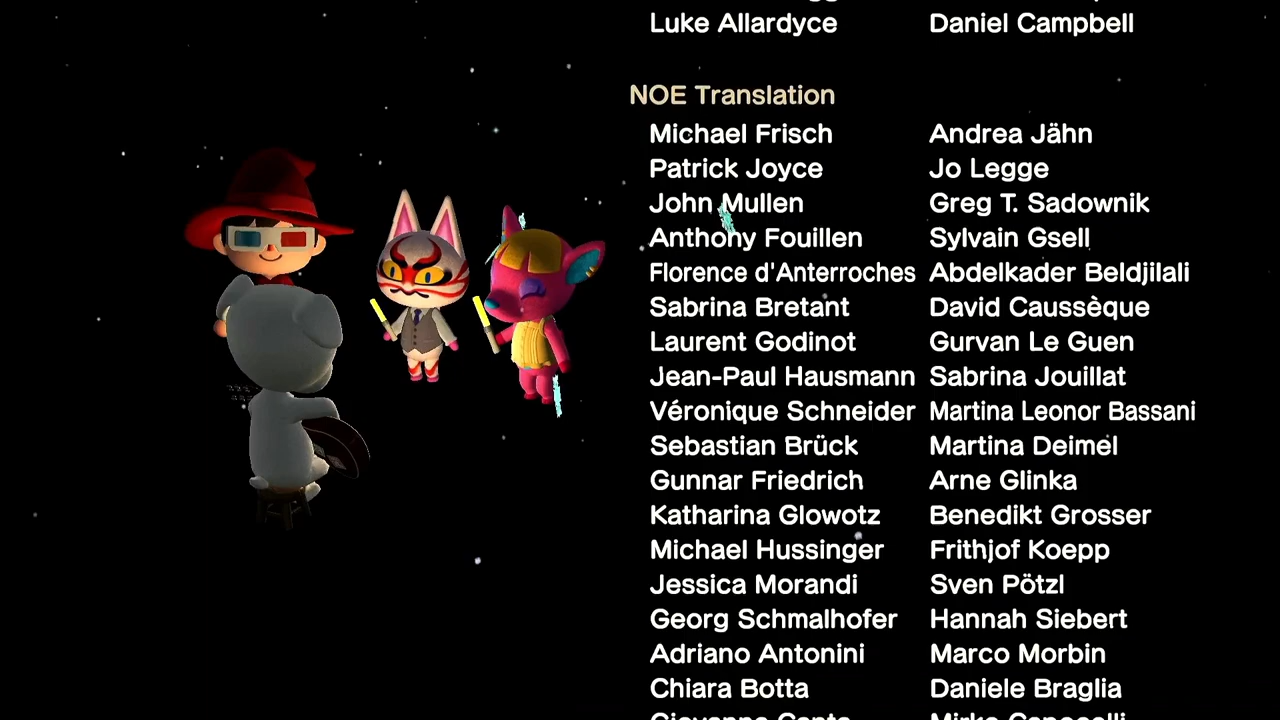 Luke Allardyce Daniel Campbell
NOE Translation
Michael Frisch Andrea Jähn
Patrick Joyce Jo Legge
John Mullen Greg T. Sadownik
Anthony Fouillen Sylvain Gsell
Florence d'Anterroches Abdelkader Beldjilali
Sabrina Bretant David Caussèque
Laurent Godinot Gurvan Le Guen
Jean-Paul Hausmann Sabrina Jouillat
Véronique Schneider Martina Leonor Bassani
Sebastian Brück Martina Deimel
Gunnar Friedrich Arne Glinka
Katharina Glowotz Benedikt Grosser
Michael Hussinger Frithjof Koepp
Jessica Morandi Sven Pötzl
Georg Schmalhofer Hannah Siebert
Adriano Antonini Marco Morbin
Chiara Botta Daniele Braglia